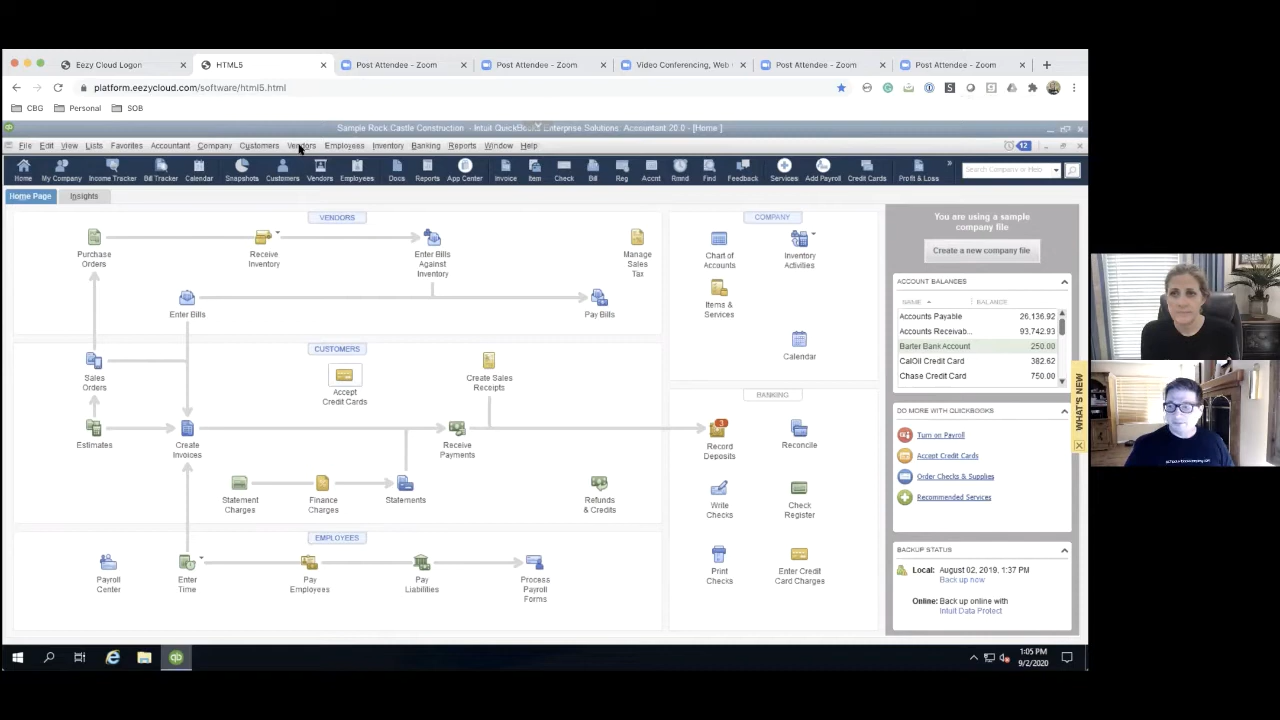 Eezy Cloud Logon
HTML5
Post Attendee - Zoom
Post Attendee - Zoom
Video Conferencing, Web
Post Attendee - Zoom
Post Attendee - Zoom
platform.eezycloud.com/software/html5.html
CBG
Personal
SOB
Sample Rock Castle Construction - Intuit QuickBooks Enterprise Solutions: Accountant 20.0 - [Home ]
File Edit View Lists Favorites Accountant Company Customers Vendors Employees Inventory Banking Reports Window Help
12
Home My Company Income Tracker Bill Tracker Calendar Snapshots Customers Vendors Employees Docs Reports App Center Invoice Item Check Bill Reg Accnt Rmnd Find Feedback Services Add Payroll Credit Cards Profit & Loss
Search Company or Help
Home Page
Insights
VENDORS
Purchase
Orders
Receive
Inventory
Enter Bills
Against
Inventory
Manage
Sales
Tax
Enter Bills
Pay Bills
CUSTOMERS
Sales
Orders
Accept
Credit Cards
Create Sales
Receipts
Estimates
Create
Invoices
Receive
Payments
Statement
Charges
Finance
Charges
Statements
Refunds
& Credits
EMPLOYEES
Payroll
Center
Enter
Time
Pay
Employees
Pay
Liabilities
Process
Payroll
Forms
COMPANY
Chart of
Accounts
Inventory
Activities
Items &
Services
Calendar
BANKING
3
Record
Deposits
Reconcile
Write
Checks
Check
Register
Print
Checks
Enter Credit
Card Charges
You are using a sample
company file
Create a new company file
ACCOUNT BALANCES
NAME BALANCE
Accounts Payable 26,136.92
Accounts Receivab... 93,742.93
Barter Bank Account 250.00
CalOil Credit Card 382.62
Chase Credit Card 750.00
WHAT'S NEW
DO MORE WITH QUICKBOOKS
Turn on Payroll
Accept Credit Cards
Order Checks & Supplies
Recommended Services
BACKUP STATUS
Local: August 02, 2019. 1:37 PM
Back up now
Online: Back up online with
Intuit Data Protect
1:05 PM
9/2/2020